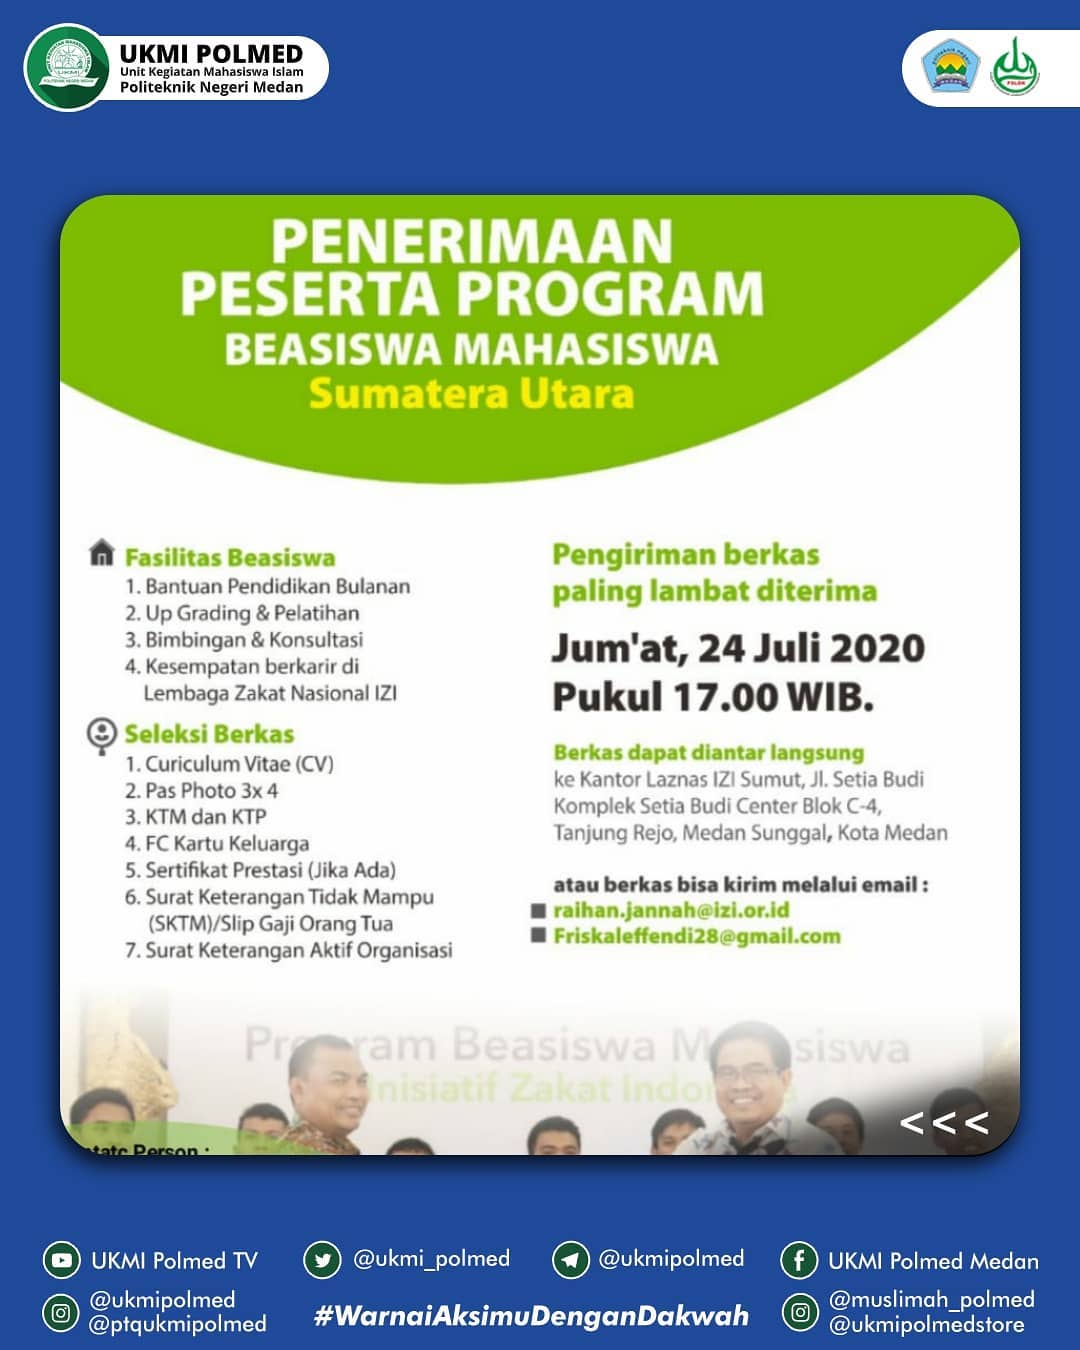 UKMI POLMED
Unit Kegiatan Mahasiswa Islam
Politeknik Negeri Medan
PENERIMAAN
PESERTA PROGRAM
BEASISWA MAHASISWA
Sumatera Utara
Fasilitas Beasiswa
1. Bantuan Pendidikan Bulanan
2. Up Grading & Pelatihan
3. Bimbingan & Konsultasi
4. Kesempatan berkarir di
Lembaga Zakat Nasional IZI
Seleksi Berkas
1. Curiculum Vitae (CV)
2. Pas Photo 3x 4
3. KTM dan KTP
4. FC Kartu Keluarga
5. Sertifikat Prestasi (Jika Ada)
6. Surat Keterangan Tidak Mampu
(SKTM)/Slip Gaji Orang Tua
7. Surat Keterangan Aktif Organisasi
Pengiriman berkas
paling lambat diterima
Jum'at, 24 Juli 2020
Pukul 17.00 WIB.
Berkas dapat diantar langsung
ke Kantor Laznas IZI Sumut, Jl. Setia Budi
Komplek Setia Budi Center Blok C-4,
Tanjung Rejo, Medan Sunggal, Kota Medan
atau berkas bisa kirim melalui email :
raihan.jannah@izi.or.id
Friskaleffendi28@gmail.com
Beasiswa
Zakat
Person :
<<<
UKMI Polmed TV
@ukmi_polmed
@ukmipolmed
UKMI Polmed Medan
@ukmipolmed
@ptqukmipolmed
#WarnaiAksimuDenganDakwah
@muslimah_polmed
@ukmipolmedstore